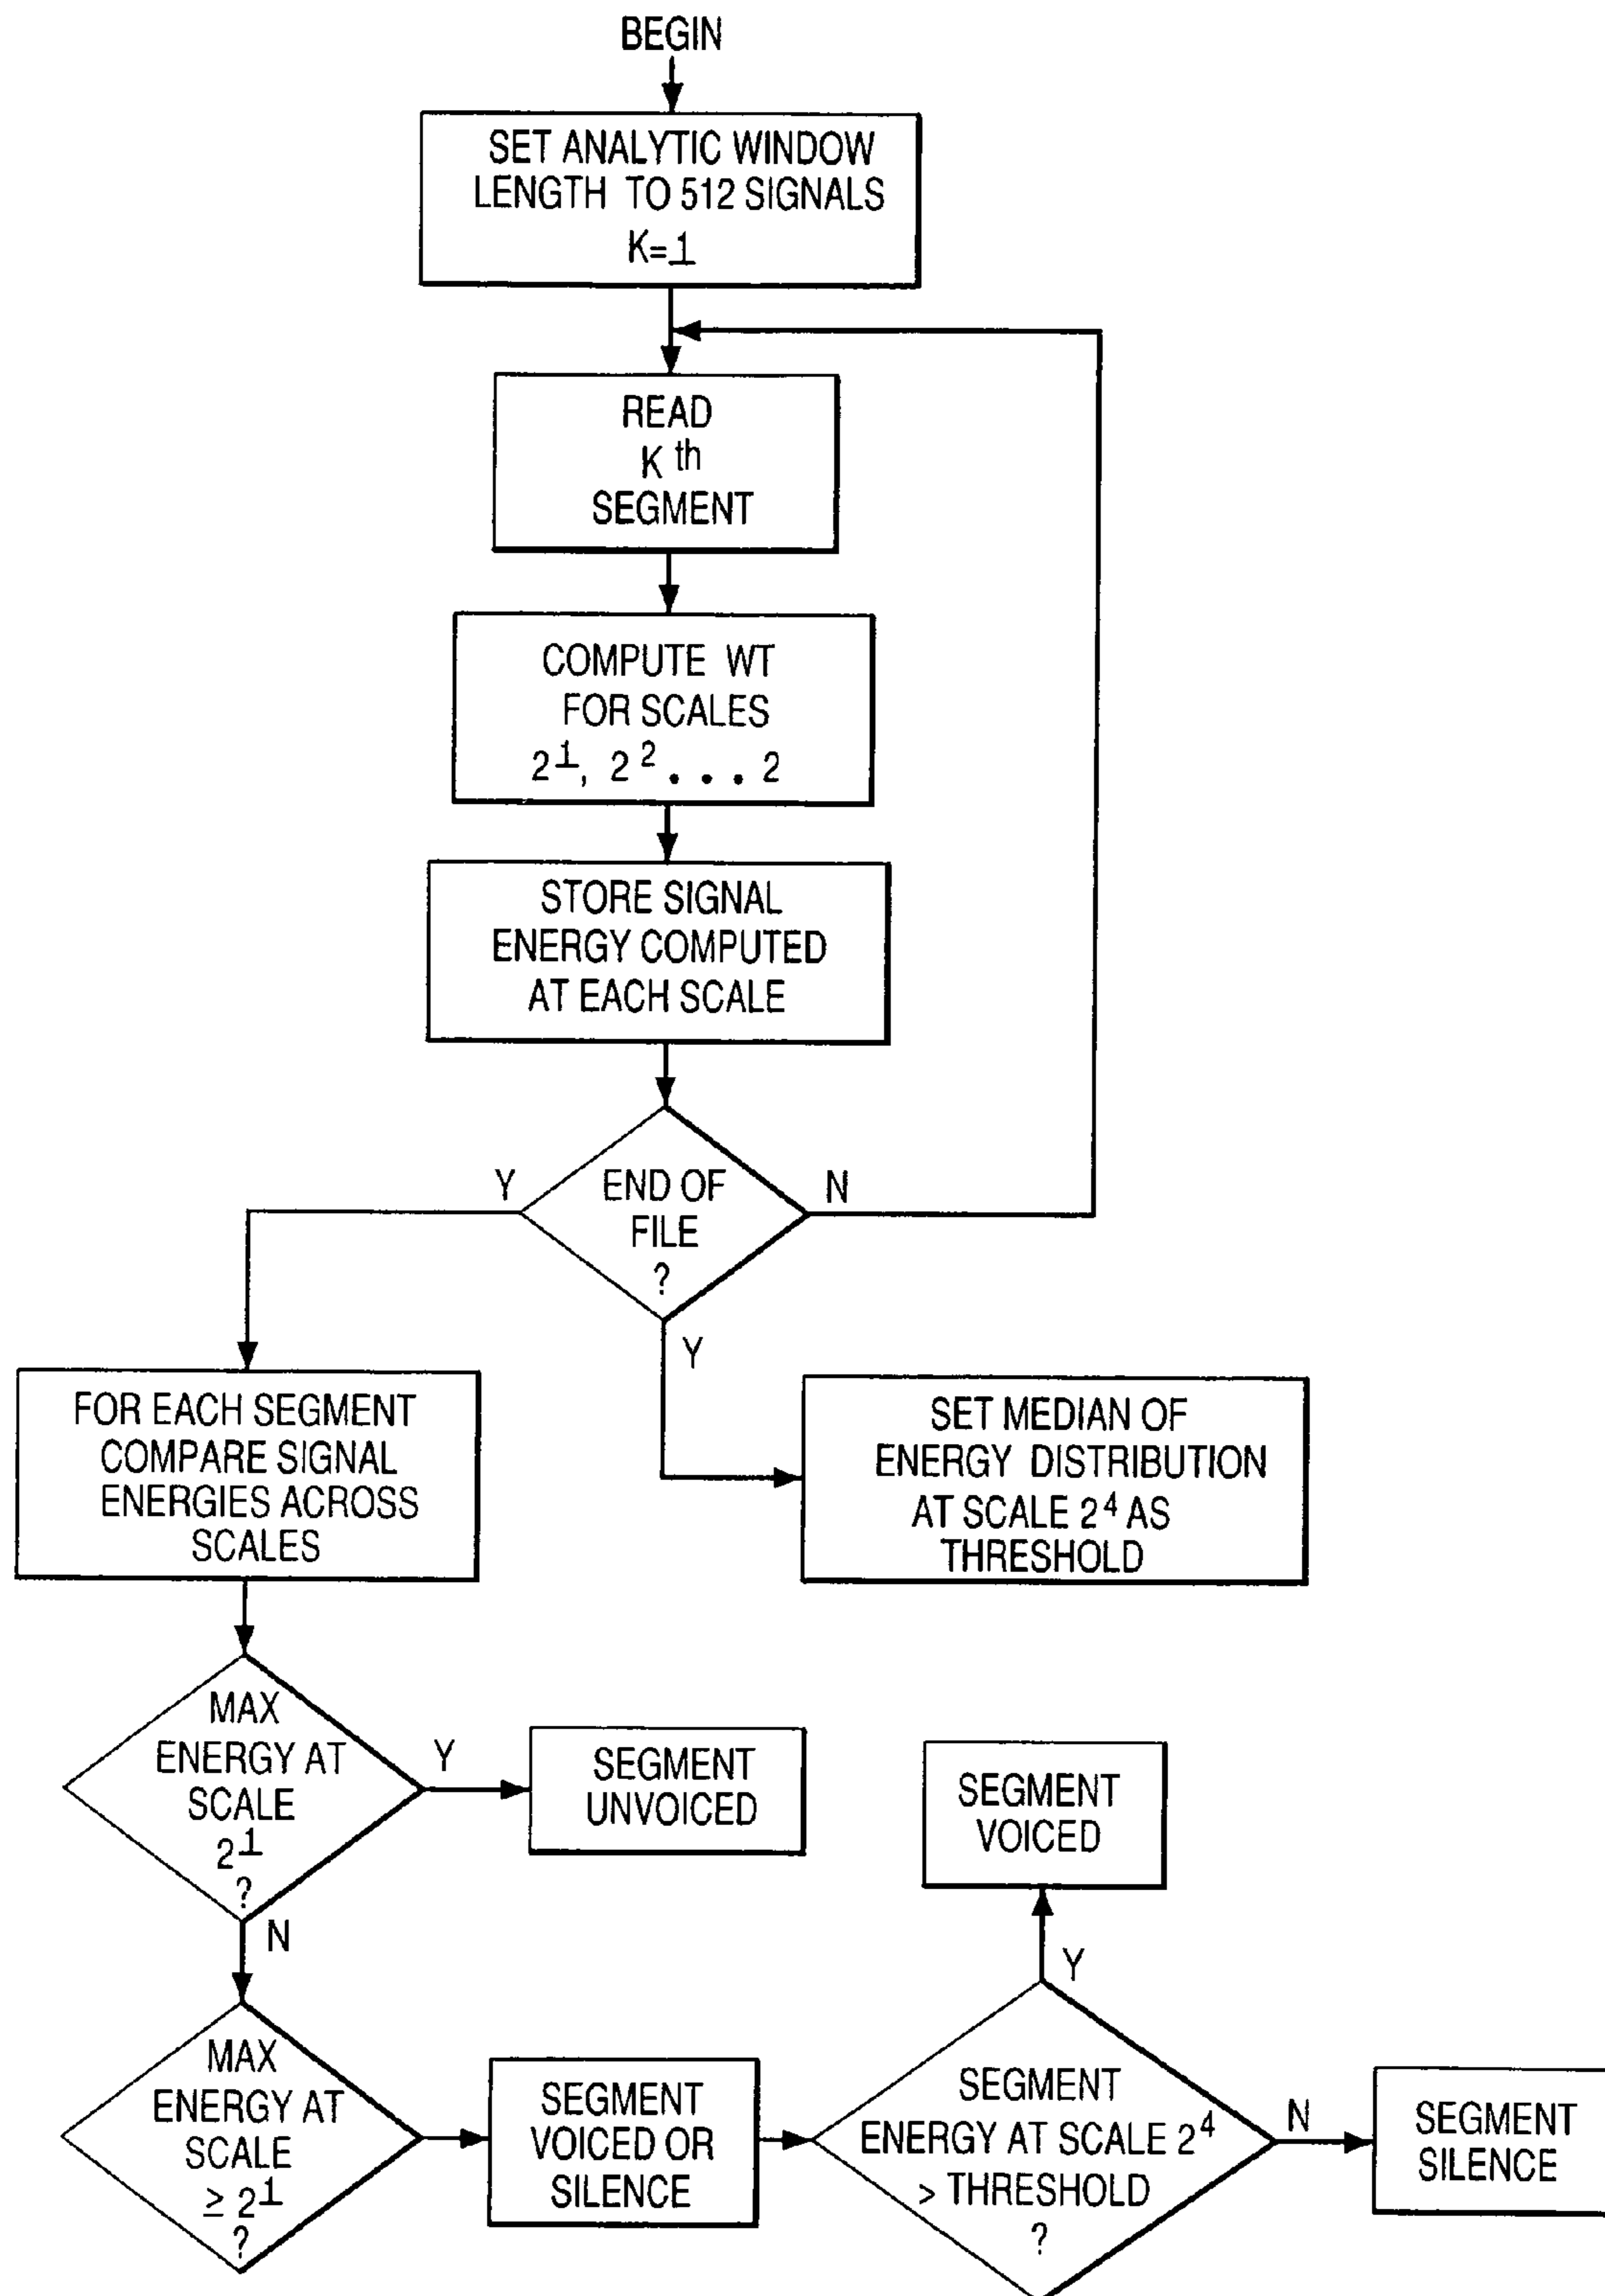 BEGIN
SET ANALYTIC WINDOW
LENGTH TO 512 SIGNALS
K=1
READ
K th
SEGMENT
COMPUTE WT
FOR SCALES
2^1, 2^2 . . . 2
STORE SIGNAL
ENERGY COMPUTED
AT EACH SCALE
Y
END OF
FILE
?
N
Y
FOR EACH SEGMENT
COMPARE SIGNAL
ENERGIES ACROSS
SCALES
SET MEDIAN OF
ENERGY DISTRIBUTION
AT SCALE 2^4 AS
THRESHOLD
MAX
ENERGY AT
SCALE
2^1
?
Y
SEGMENT
UNVOICED
SEGMENT
VOICED
N
Y
MAX
ENERGY AT
SCALE
≥ 2^1
?
SEGMENT
VOICED OR
SILENCE
SEGMENT
ENERGY AT SCALE 2^4
> THRESHOLD
?
N
SEGMENT
SILENCE